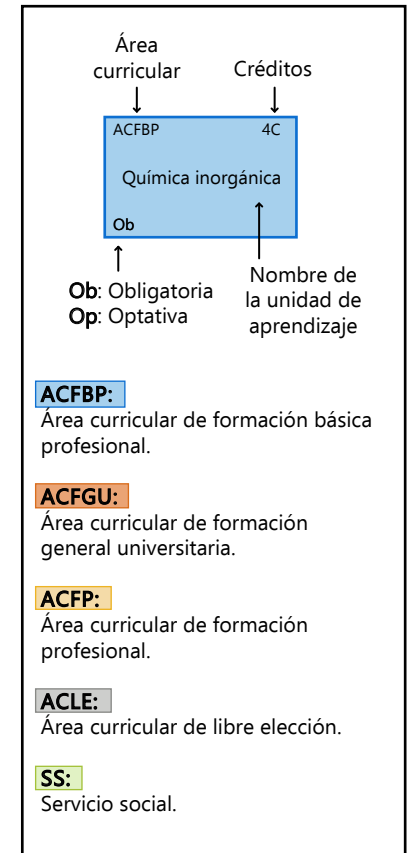 Área
curricular
Créditos
ACFBP 4C
Química inorgánica
Ob
Ob: Obligatoria
Op: Optativa
Nombre de
la unidad de
aprendizaje
ACFBP:
Área curricular de formación básica
profesional.
ACFGU:
Área curricular de formación
general universitaria.
ACFP:
Área curricular de formación
profesional.
ACLE:
Área curricular de libre elección.
SS:
Servicio social.